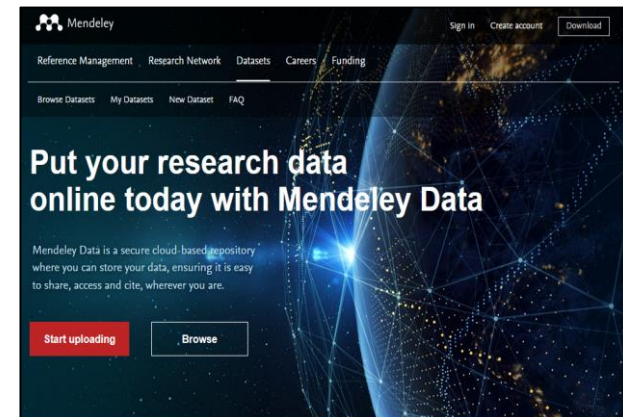 Mendeley
Sign in Create account Download
Reference Management Research Network Datasets Careers Funding
Browse Datasets My Datasets New Dataset FAQ
Put your research data
online today with Mendeley Data
Mendeley Data is a secure cloud-based repository
where you can store your data, ensuring it is easy
to share, access and cite, wherever you are.
Start uploading Browse